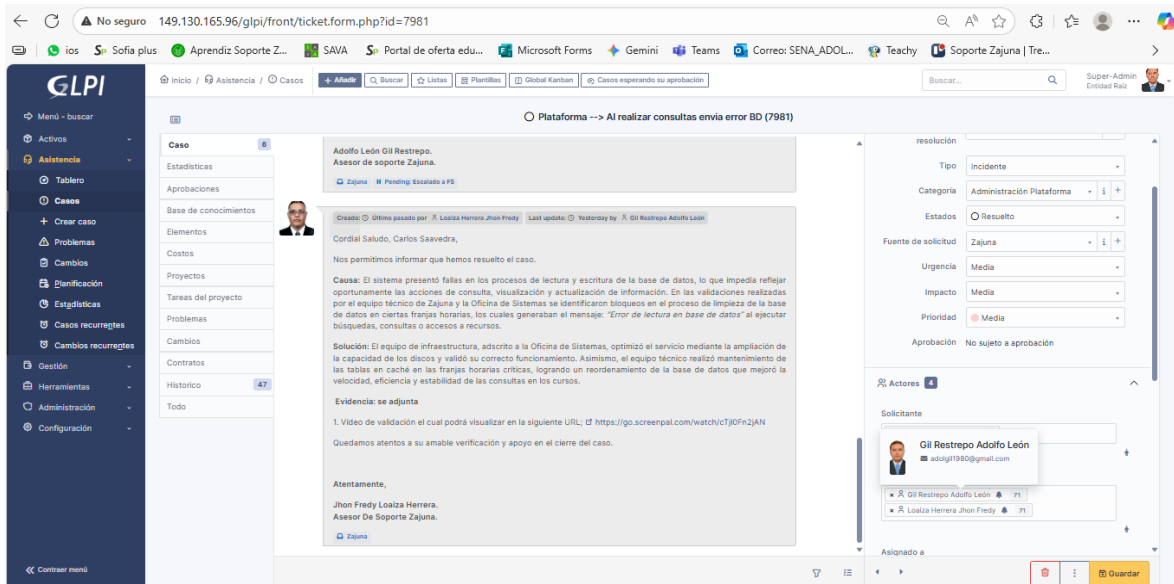 No seguro 149.130.165.96/glpi/front/ticket.form.php?id=7981
ios Sofia plus Aprendiz Soporte Z... SAVA Portal de oferta edu... Microsoft Forms Gemini Teams Correo: SENA_ADOL... Teachy Soporte Zajuna | Tre...
GLPI
Inicio / Asistencia / Casos + Añadir Buscar Listas Plantillas Global Kanban Casos esperando su aprobación Buscar... Super-Admin
Entidad Raíz
Menú - buscar
Activos
Asistencia
Tablero
Casos
Crear caso
Problemas
Cambios
Planificación
Estadísticas
Casos recurrentes
Cambios recurrentes
Gestión
Herramientas
Administración
Configuración
Contraer menú
Plataforma --> Al realizar consultas envia error BD (7981)
Caso 6
Estadísticas
Aprobaciones
Base de conocimientos
Elementos
Costos
Proyectos
Tareas del proyecto
Problemas
Cambios
Contratos
Historico 47
Todo
Adolfo León Gil Restrepo.
Asesor de soporte Zajuna.
Zajuna Pending: Escalado a FS
Creado: Último pasado por Loaiza Herrera Jhon Fredy Last update: Yesterday by Gil Restrepo Adolfo León
Cordial Saludo, Carlos Saavedra,
Nos permitimos informar que hemos resuelto el caso.
Causa: El sistema presentó fallas en los procesos de lectura y escritura de la base de datos, lo que impedía reflejar
oportunamente las acciones de consulta, visualización y actualización de información. En las validaciones realizadas
por el equipo técnico de Zajuna y la Oficina de Sistemas se identificaron bloqueos en el proceso de limpieza de la base
de datos en ciertas franjas horarias, los cuales generaban el mensaje: "Error de lectura en base de datos" al ejecutar
búsquedas, consultas o accesos a recursos.
Solución: El equipo de infraestructura, adscrito a la Oficina de Sistemas, optimizó el servicio mediante la ampliación de
la capacidad de los discos y validó su correcto funcionamiento. Asimismo, el equipo técnico realizó mantenimiento de
las tablas en caché en las franjas horarias críticas, logrando un reordenamiento de la base de datos que mejoró la
velocidad, eficiencia y estabilidad de las consultas en los cursos.
Evidencia: se adjunta
1. Vídeo de validación el cual podrá visualizar en la siguiente URL; https://go.screenpal.com/watch/cTjl0Fn2jAN
Quedamos atentos a su amable verificación y apoyo en el cierre del caso.
Atentamente,
Jhon Fredy Loaiza Herrera.
Asesor De Soporte Zajuna.
Zajuna
resolución
Tipo Incidente
Categoría Administración Plataforma
Estados Resuelto
Fuente de solicitud Zajuna
Urgencia Media
Impacto Media
Prioridad Media
Aprobación No sujeto a aprobación
Actores 4
Solicitante
Gil Restrepo Adolfo León
adolgil1980@gmail.com
Gil Restrepo Adolfo León 71
Loaiza Herrera Jhon Fredy 71
Asignado a
Guardar